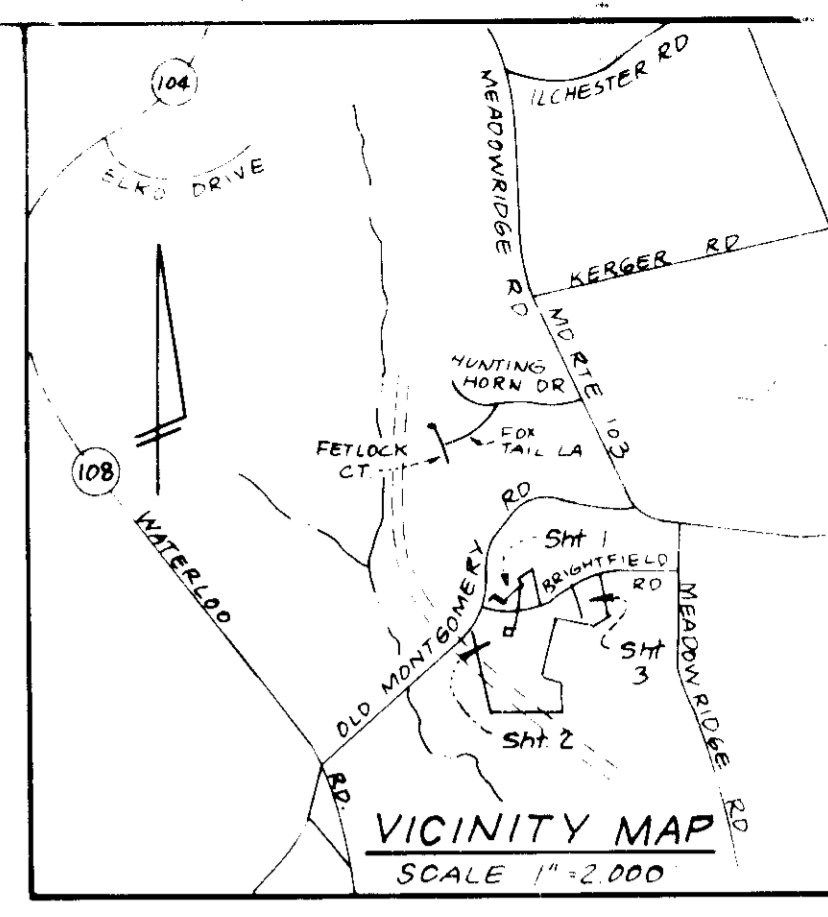 104
ELKO DRIVE
MEADOWRIDGE RD
ILCHESTER RD
KERGER RD
MD RTE 103
HUNTING
HORN DR
FOX
TAIL LA
FETLOCK
CT
108
WATERLOO
RD.
OLD MONTGOMERY
RD
Sht 1
BRIGHTFIELD
RD
Sht
3
Sht. 2
MEADOWRIDGE RD
VICINITY MAP
SCALE 1"=2,000